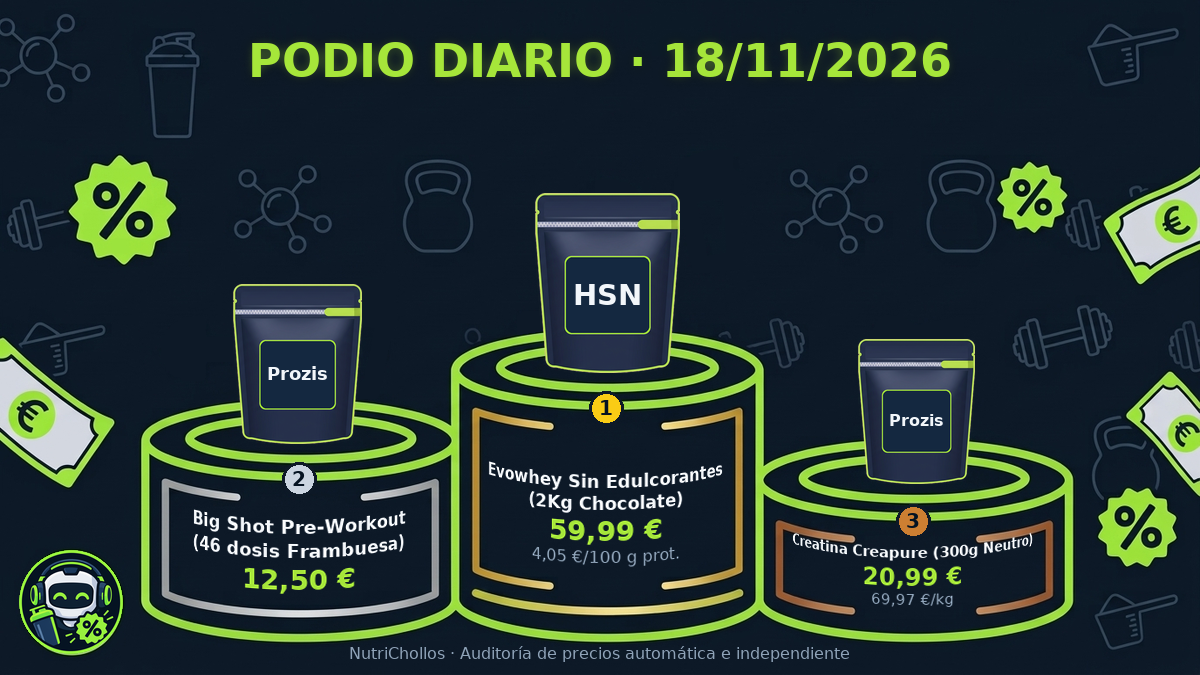 PODIO DIARIO · 18/11/2026
HSN
1
Evowhey Sin Edulcorantes
(2Kg Chocolate)
59,99 €
4,05 €/100 g prot.
Prozis
2
Big Shot Pre-Workout
(46 dosis Frambuesa)
12,50 €
Prozis
3
Creatina Creapure (300g Neutro)
20,99 €
69,97 €/kg
%
%
%
%
€
€
€
NutriChollos · Auditoría de precios automática e independiente